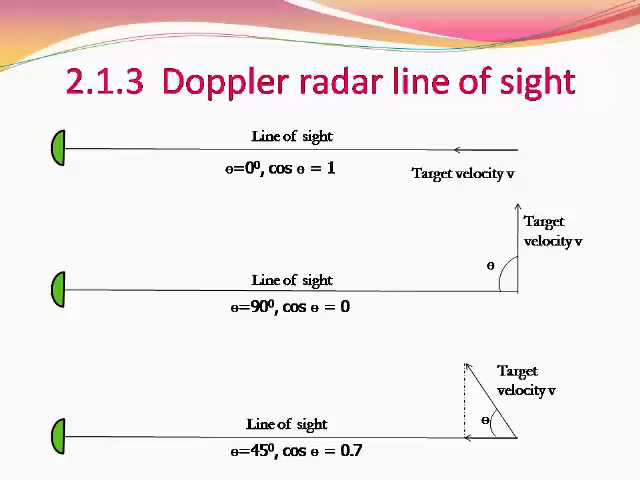 2.1.3 Doppler radar line of sight
Line of sight
ɵ=0⁰, cos ɵ = 1
Target velocity v
Target
velocity v
ɵ
Line of sight
ɵ=90⁰, cos ɵ = 0
Target
velocity v
ɵ
Line of sight
ɵ=45⁰, cos ɵ = 0.7